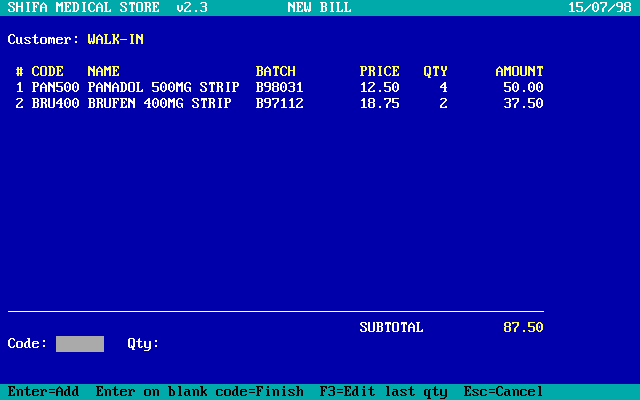 SHIFA MEDICAL STORE v2.3 NEW BILL 15/07/98
Customer: WALK-IN
# CODE NAME BATCH PRICE QTY AMOUNT
1 PAN500 PANADOL 500MG STRIP B98031 12.50 4 50.00
2 BRU400 BRUFEN 400MG STRIP B97112 18.75 2 37.50
SUBTOTAL 87.50
Code: Qty:
Enter=Add Enter on blank code=Finish F3=Edit last qty Esc=Cancel